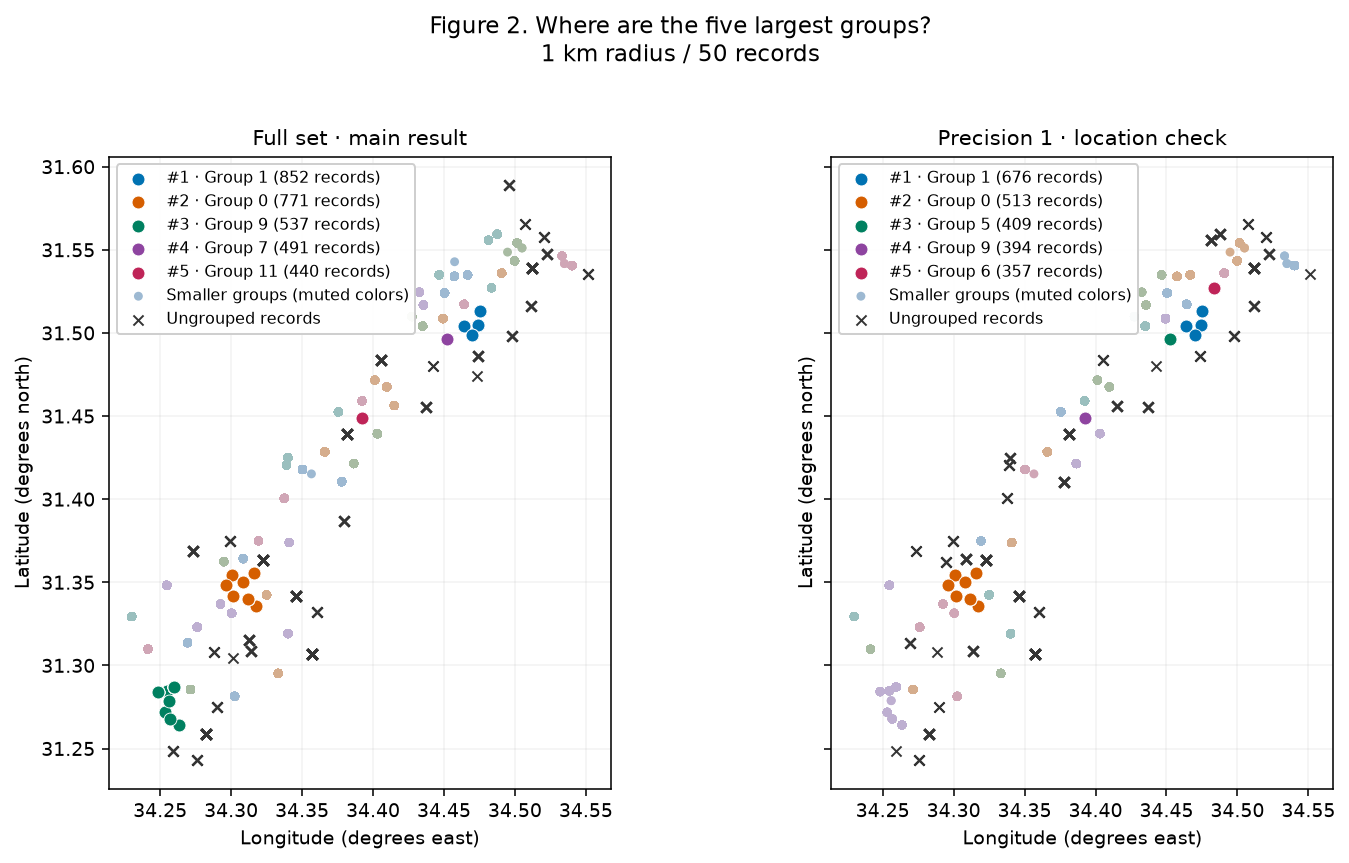 Figure 2. Where are the five largest groups?
1 km radius / 50 records
Full set · main result
#1 · Group 1 (852 records)
#2 · Group 0 (771 records)
#3 · Group 9 (537 records)
#4 · Group 7 (491 records)
#5 · Group 11 (440 records)
Smaller groups (muted colors)
Ungrouped records
31.60
31.55
31.50
31.45
31.40
31.35
31.30
31.25
Latitude (degrees north)
34.25 34.30 34.35 34.40 34.45 34.50 34.55
Longitude (degrees east)
Precision 1 · location check
#1 · Group 1 (676 records)
#2 · Group 0 (513 records)
#3 · Group 5 (409 records)
#4 · Group 9 (394 records)
#5 · Group 6 (357 records)
Smaller groups (muted colors)
Ungrouped records
Latitude (degrees north)
34.25 34.30 34.35 34.40 34.45 34.50 34.55
Longitude (degrees east)